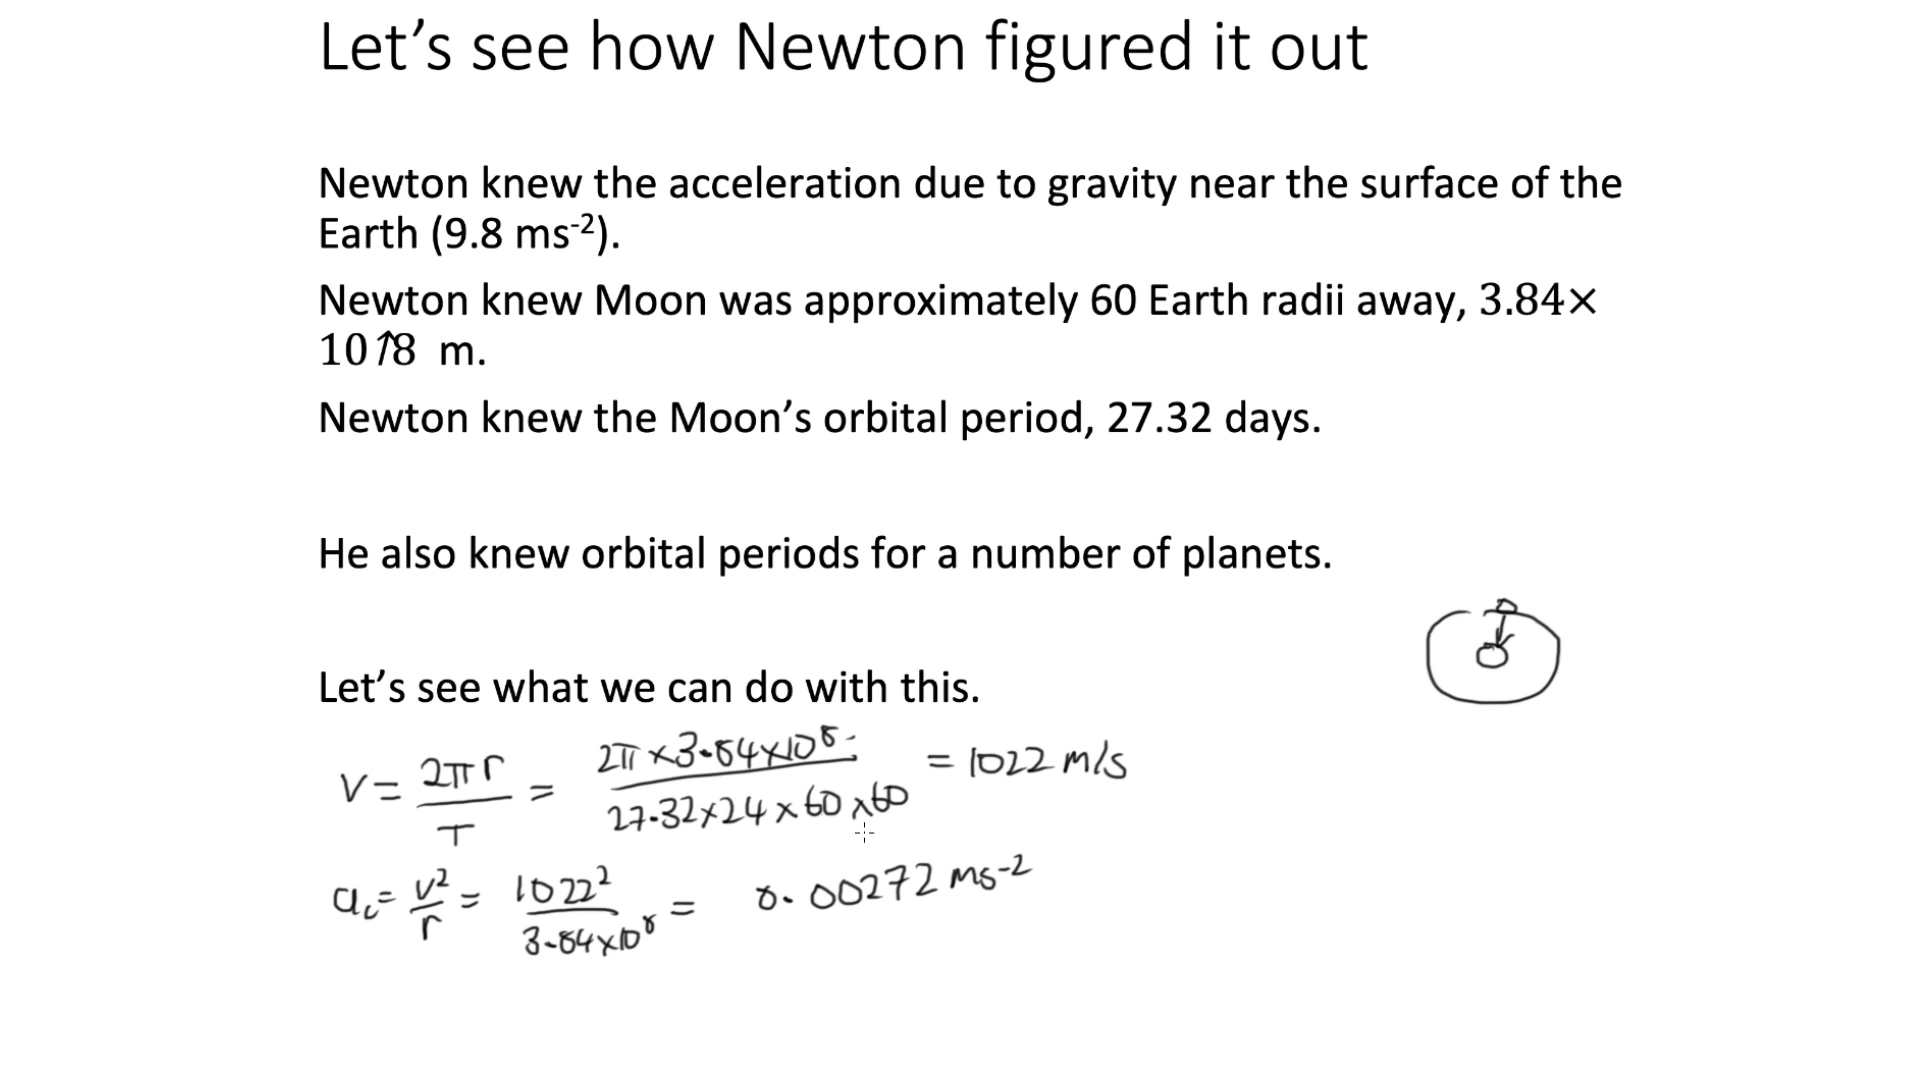 Let’s see how Newton figured it out
Newton knew the acceleration due to gravity near the surface of the
Earth (9.8 ms⁻²).
Newton knew Moon was approximately 60 Earth radii away, 3.84×
10↑8 m.
Newton knew the Moon’s orbital period, 27.32 days.
He also knew orbital periods for a number of planets.
Let’s see what we can do with this.
v = 2πr / T = 2π×3.84×10⁸ / 27.32×24×60×60 = 1022 m/s
a_c = v² / r = 1022² / 3.84×10⁸ = 0.00272 ms⁻²